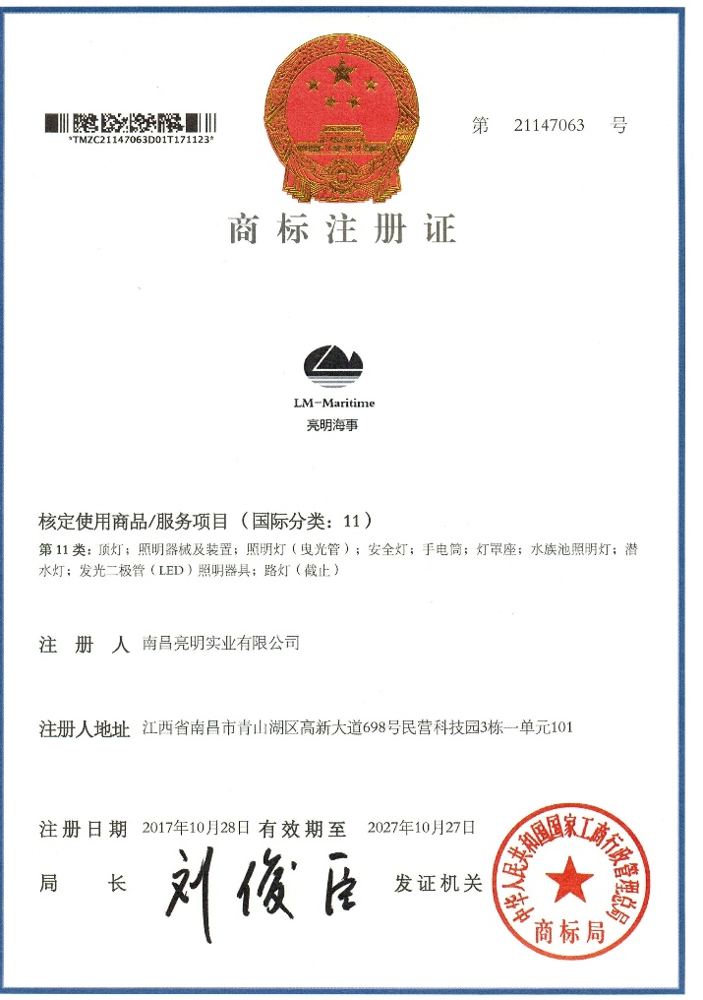 *TMZC21147063D01T171123*
第 21147063 号
商标注册证
LM-Maritime
亮明海事
核定使用商品/服务项目（国际分类：11）
第11类：顶灯；照明器械及装置；照明灯（曳光管）；安全灯；手电筒；灯罩座；水族池照明灯；潜
水灯；发光二极管（LED）照明器具；路灯（截止）
注册人 南昌亮明实业有限公司
注册人地址 江西省南昌市青山湖区高新大道698号民营科技园3栋一单元101
注册日期 2017年10月28日 有效期至 2027年10月27日
局长 刘俊臣 发证机关
中华人民共和国国家工商行政管理总局
商标局